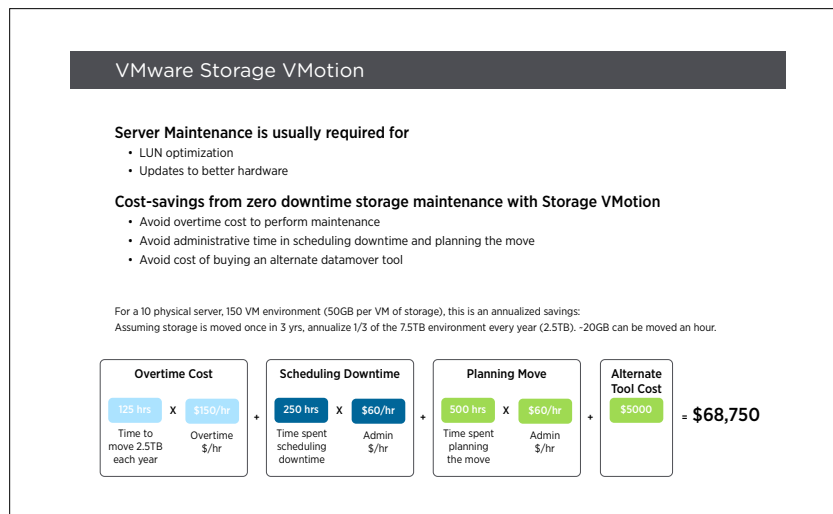 VMware Storage VMotion
Server Maintenance is usually required for
• LUN optimization
• Updates to better hardware
Cost-savings from zero downtime storage maintenance with Storage VMotion
• Avoid overtime cost to perform maintenance
• Avoid administrative time in scheduling downtime and planning the move
• Avoid cost of buying an alternate datamover tool
For a 10 physical server, 150 VM environment (50GB per VM of storage), this is an annualized savings:
Assuming storage is moved once in 3 yrs, annualize 1/3 of the 7.5TB environment every year (2.5TB). ~20GB can be moved an hour.
Overtime Cost
125 hrs X $150/hr
Time to
move 2.5TB
each year
Overtime
$/hr
+
Scheduling Downtime
250 hrs X $60/hr
Time spent
scheduling
downtime
Admin
$/hr
+
Planning Move
500 hrs X $60/hr
Time spent
planning
the move
Admin
$/hr
+
Alternate
Tool Cost
$5000
= $68,750